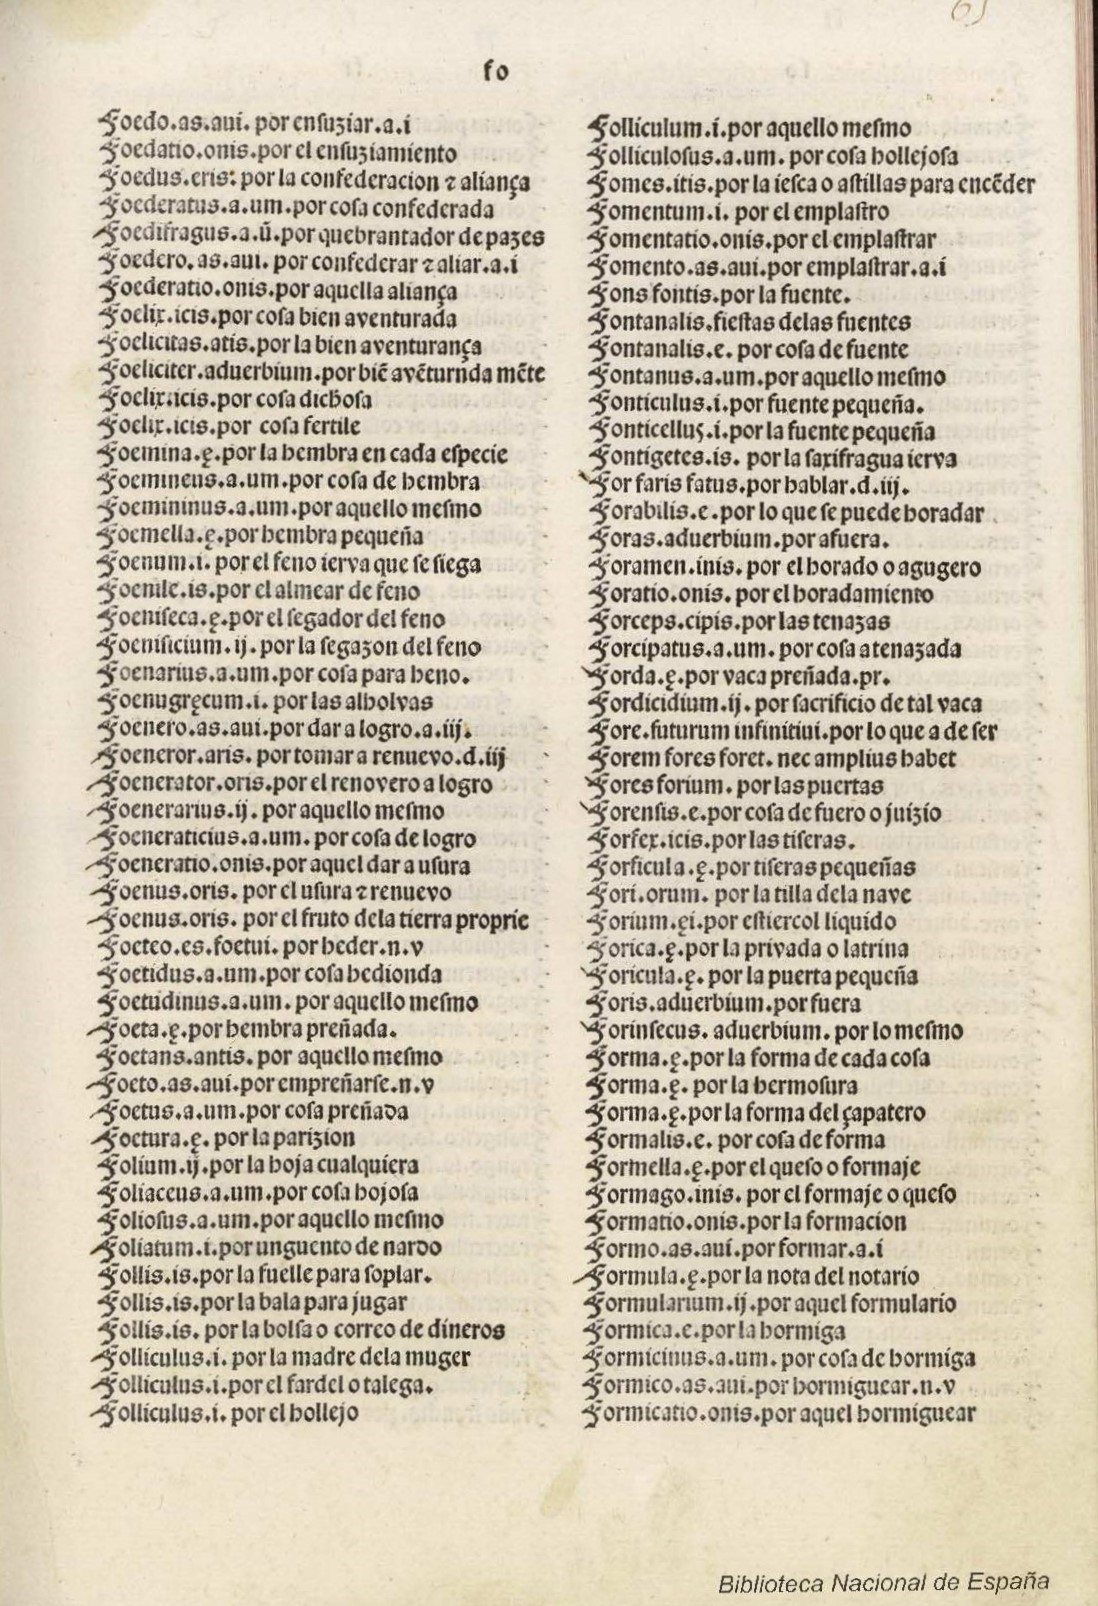 65
fo
Foedo.as.aui. por ensuziar.a.i
Foedatio.onis.por el ensuziamiento
Foedus.eris: por la confederacion ⁊ aliança
Foederatus.a.um.por cosa confederada
Foedifragus.a.ũ.por quebrantador de pazes
Foedero.as.aui. por confederar ⁊ aliar.a.i
Foederatio.onis.por aquella aliança
Foelix.icis.por cosa bien aventurada
Foelicitas.atis.por la bien aventurança
Foeliciter.aduerbium.por biẽ avẽturada mẽte
Foelix.icis.por cosa dichosa
Foelix.icis.por cosa fertile
Foemina.ę.por la hembra en cada especie
Foemineus.a.um.por cosa de hembra
Foemininus.a.um.por aquello mesmo
Foemella.ę.por hembra pequeña
Foenum.i. por el feno ierva que se siega
Foenile.is.por el almear de feno
Foeniseca.ę.por el segador del feno
Foenisicium.ij. por la segazon del feno
Foenarius.a.um.por cosa para heno.
Foenugręcum.i. por las alholvas
Foenero.as.aui.por dar a logro.a.iij.
Foeneror.aris. por tomar a renuevo.d.iij
Foenerator.oris.por el renovero a logro
Foenerarius.ij. por aquello mesmo
Foeneraticius.a.um. por cosa de logro
Foeneratio.onis.por aquel dar a usura
Foenus.oris. por el usura ⁊ renuevo
Foenus.oris. por el fruto dela tierra proprie
Foeteo.es.foetui. por heder.n.v
Foetidus.a.um.por cosa hedionda
Foetudinus.a.um. por aquello mesmo
Foeta.ę.por hembra preñada.
Foetans.antis. por aquello mesmo
Foeto.as.aui.por empreñarse.n.v
Foetus.a.um.por cosa preñada
Foetura.ę. por la parizion
Folium.ij.por la hoja cualquiera
Foliaceus.a.um.por cosa hojosa
Foliosus.a.um.por aquello mesmo
Foliatum.i.por unguento de nardo
Follis.is.por la fuelle para soplar.
Follis.is.por la bala para jugar
Follis.is. por la bolsa o correo de dineros
Folliculus.i. por la madre dela muger
Folliculus.i.por el fardel o talega.
Folliculus.i. por el hollejo
Folliculum.i.por aquello mesmo
Folliculosus.a.um. por cosa hollejosa
Fomes.itis.por la iesca o astillas para encẽder
Fomentum.i. por el emplastro
Fomentatio.onis.por el emplastrar
Fomento.as.aui.por emplastrar.a.i
Fons fontis.por la fuente.
Fontanalis.fiestas delas fuentes
Fontanalis.e. por cosa de fuente
Fontanus.a.um.por aquello mesmo
Fonticulus.i.por fuente pequeña.
Fonticellus.i.por la fuente pequeña
Fontigetes.is. por la saxifragua ierva
For faris fatus.por hablar.d.iij.
Forabilis.e.por lo que se puede horadar
Foras.aduerbium.por afuera.
Foramen.inis. por el horado o agugero
Foratio.onis. por el horadamiento
Forceps.cipis.por las tenazas
Forcipatus.a.um. por cosa atenazada
Forda.ę.por vaca preñada.pr.
Fordicidium.ij. por sacrificio de tal vaca
Fore.futurum infinitiui.por lo que a de ser
Forem fores foret. nec amplius habet
Fores forium. por las puertas
Forensis.e.por cosa de fuero o juizio
Forfex.icis.por las tiseras.
Forficula.ę.por tiseras pequeñas
Fori.orum. por la tilla dela nave
Forium.ęi.por estiercol liquido
Forica.ę.por la privada o latrina
Foricula.ę. por la puerta pequeña
Foris.aduerbium.por fuera
Forinsecus. aduerbium. por lo mesmo
Forma.ę.por la forma de cada cosa
Forma.ę. por la hermosura
Forma.ę.por la forma del çapatero
Formalis.e. por cosa de forma
Formella.ę.por el queso o formaje
Formago.inis. por el formaje o queso
Formatio.onis.por la formacion
Formo.as.aui.por formar.a.i
Formula.ę.por la nota del notario
Formularium.ij.por aquel formulario
Formica.e.por la hormiga
Formicinus.a.um. por cosa de hormiga
Formico.as.aui.por hormiguear.n.v
Formicatio.onis.por aquel hormiguear
Biblioteca Nacional de España